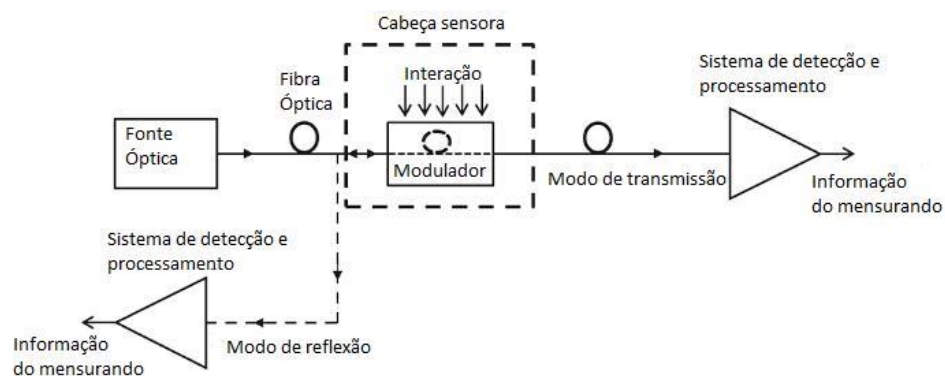 Cabeça sensora
Fibra
Óptica
Interação
Sistema de detecção e
processamento
Fonte
Óptica
Modulador
Modo de transmissão
Informação
do mensurando
Sistema de detecção e
processamento
Informação
do mensurando
Modo de reflexão